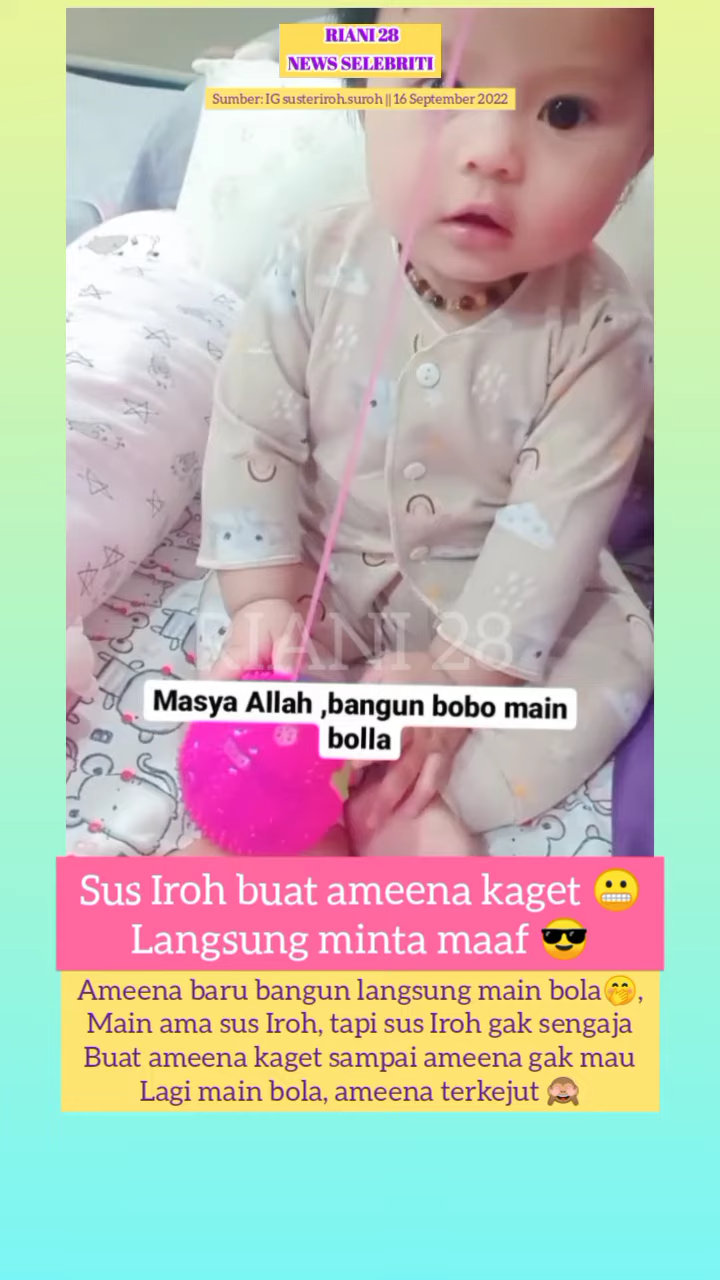 RIANI 28
NEWS SELEBRITI
Sumber: IG susteriroh.suroh || 16 September 2022
RIANI 28
Masya Allah ,bangun bobo main
bolla
Sus Iroh buat ameena kaget 😬
Langsung minta maaf 😎
Ameena baru bangun langsung main bola🤭,
Main ama sus Iroh, tapi sus Iroh gak sengaja
Buat ameena kaget sampai ameena gak mau
Lagi main bola, ameena terkejut 🙈